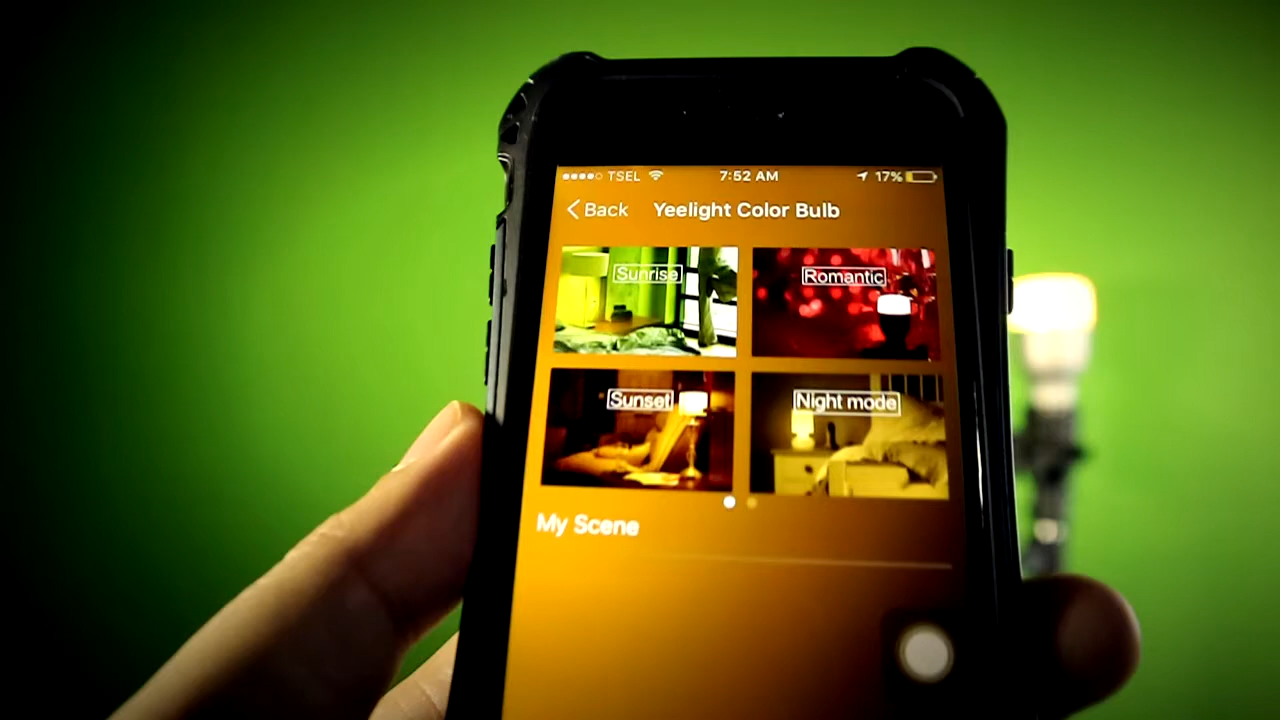 TSEL 7:52 AM 17%
Back Yeelight Color Bulb
Sunrise Romantic
Sunset Night mode
My Scene